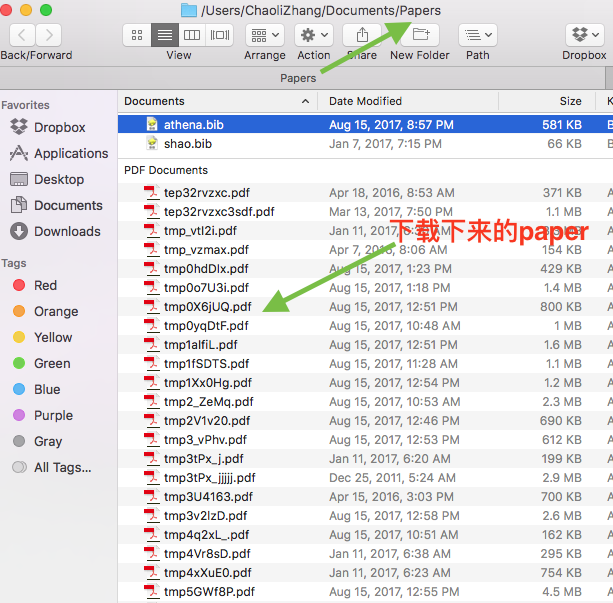 /Users/ChaoliZhang/Documents/Papers
Back/Forward View Arrange Action Share New Folder Path Dropbox
Papers
Favorites
Dropbox
Applications
Desktop
Documents
Downloads
Tags
Red
Orange
Yellow
Green
Blue
Purple
Gray
All Tags...
Documents Date Modified Size K
athena.bib Aug 15, 2017, 8:57 PM 581 KB B
shao.bib Jan 7, 2017, 7:15 PM 66 KB B
PDF Documents
tep32rvzxc.pdf Apr 18, 2016, 8:53 AM 371 KB A
tep32rvzxc3sdf.pdf Mar 13, 2017, 7:50 PM 1.1 MB A
tmp_vtI2i.pdf Jan 11, 2017, A
下载下来的paper
tmp_vzmax.pdf Apr 7, 8:06 AM 154 KB A
tmp0hdDIx.pdf Aug 15, 2017, 1:23 PM 429 KB A
tmp0o7U3i.pdf Aug 15, 2017, 1:18 PM 1.4 MB A
tmp0X6jUQ.pdf Aug 15, 2017, 12:51 PM 800 KB A
tmp0yqDtF.pdf Aug 15, 2017, 10:48 AM 1 MB A
tmp1alfiL.pdf Aug 15, 2017, 12:51 PM 1.6 MB A
tmp1fSDTS.pdf Aug 15, 2017, 11:28 AM 1.1 MB A
tmp1Xx0Hg.pdf Aug 15, 2017, 12:54 PM 1.2 MB A
tmp2_ZeMq.pdf Aug 15, 2017, 10:53 AM 2.3 MB A
tmp2V1v20.pdf Aug 15, 2017, 12:46 PM 690 KB A
tmp3_vPhv.pdf Aug 15, 2017, 12:53 PM 612 KB A
tmp3tPx_j.pdf Jan 11, 2017, 6:20 AM 199 KB A
tmp3tPx_jjjjj.pdf Dec 25, 2011, 5:24 AM 2.9 MB A
tmp3U4163.pdf Apr 15, 2016, 3:03 PM 700 KB A
tmp3v2lzD.pdf Aug 15, 2017, 12:58 PM 2.6 MB A
tmp4q2xL_.pdf Aug 15, 2017, 10:51 AM 162 KB A
tmp4Vr8sD.pdf Jan 11, 2017, 6:38 AM 295 KB A
tmp4xXuE0.pdf Jan 11, 2017, 6:23 AM 754 KB A
tmp5GWf8P.pdf Aug 15, 2017, 12:55 PM 4.5 MB A